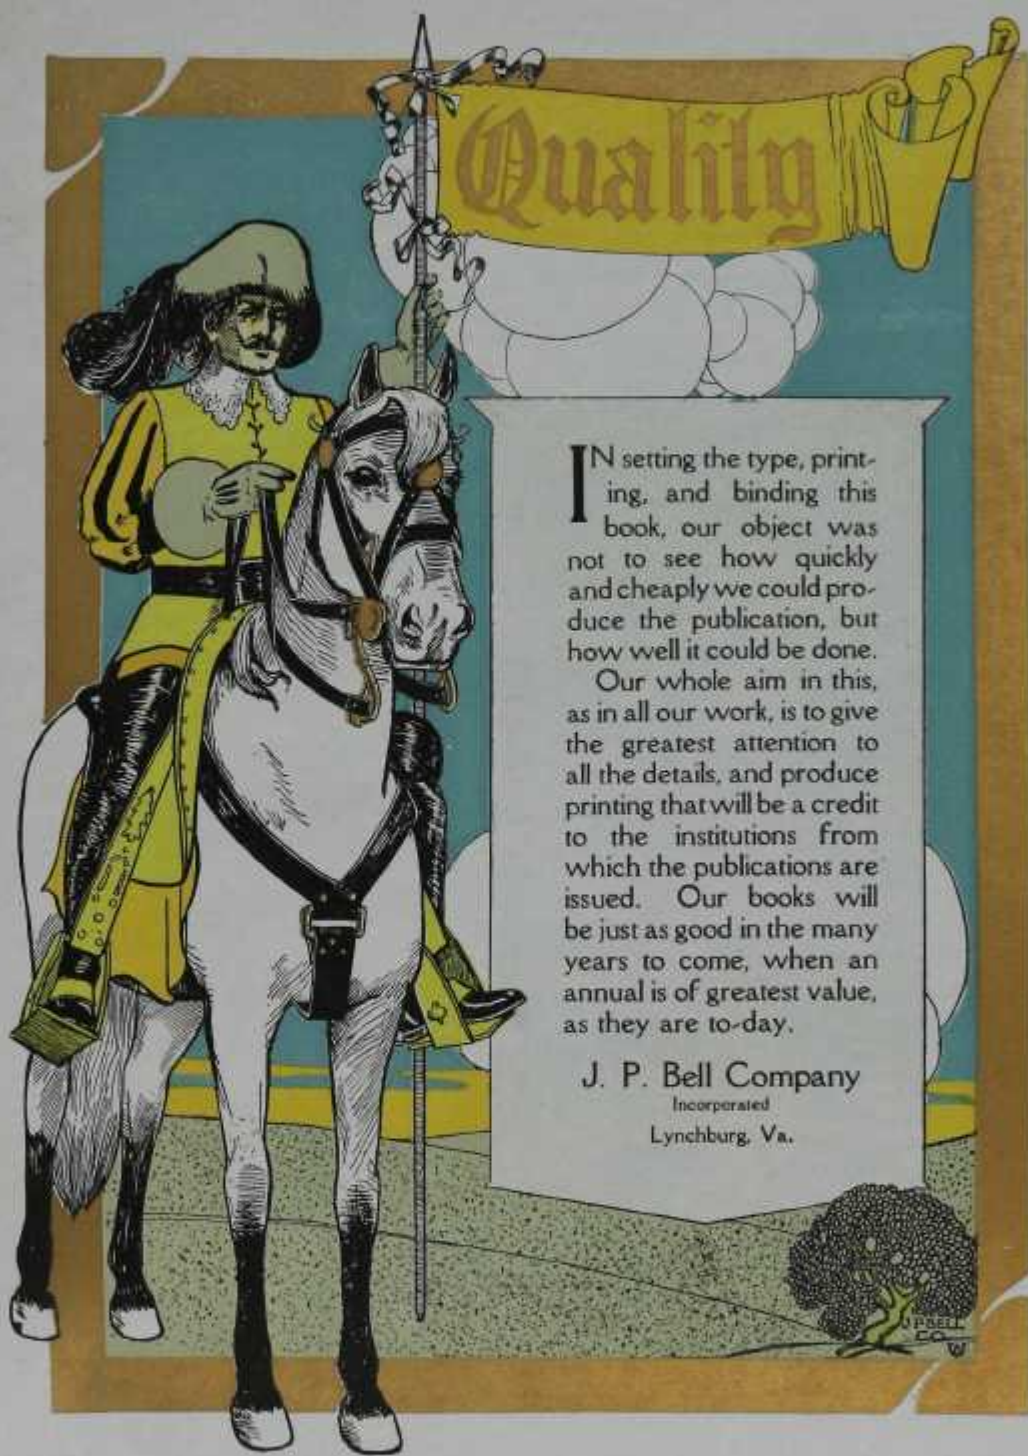 Quality
IN setting the type, print-
ing, and binding this
book, our object was
not to see how quickly
and cheaply we could pro-
duce the publication, but
how well it could be done.
Our whole aim in this,
as in all our work, is to give
the greatest attention to
all the details, and produce
printing that will be a credit
to the institutions from
which the publications are
issued. Our books will
be just as good in the many
years to come, when an
annual is of greatest value,
as they are to-day.
J. P. Bell Company
Incorporated
Lynchburg, Va.
J P BELL
CO
W